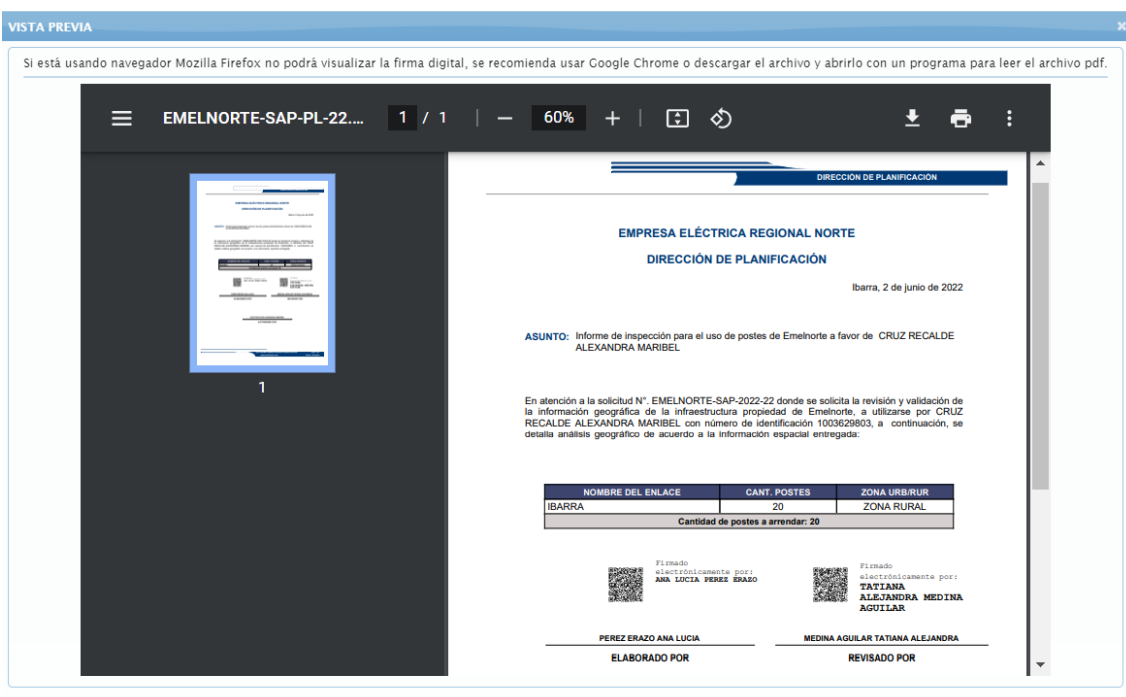 VISTA PREVIA
Si está usando navegador Mozilla Firefox no podrá visualizar la firma digital, se recomienda usar Google Chrome o descargar el archivo y abrirlo con un programa para leer el archivo pdf.
EMELNORTE-SAP-PL-22.... 1 / 1 60%
DIRECCIÓN DE PLANIFICACIÓN
EMPRESA ELÉCTRICA REGIONAL NORTE
DIRECCIÓN DE PLANIFICACIÓN
Ibarra, 2 de junio de 2022
ASUNTO: Informe de inspección para el uso de postes de Emelnorte a favor de CRUZ RECALDE
ALEXANDRA MARIBEL
En atención a la solicitud N°. EMELNORTE-SAP-2022-22 donde se solicita la revisión y validación de
la información geográfica de la infraestructura propiedad de Emelnorte, a utilizarse por CRUZ
RECALDE ALEXANDRA MARIBEL con número de identificación 1003629803, a continuación, se
detalla análisis geográfico de acuerdo a la información espacial entregada:
NOMBRE DEL ENLACE CANT. POSTES ZONA URB/RUR
IBARRA 20 ZONA RURAL
Cantidad de postes a arrendar: 20
Firmado
electrónicamente por:
ANA LUCIA PEREZ ERAZO
Firmado
electrónicamente por:
TATIANA
ALEJANDRA MEDINA
AGUILAR
PEREZ ERAZO ANA LUCIA MEDINA AGUILAR TATIANA ALEJANDRA
ELABORADO POR REVISADO POR
1